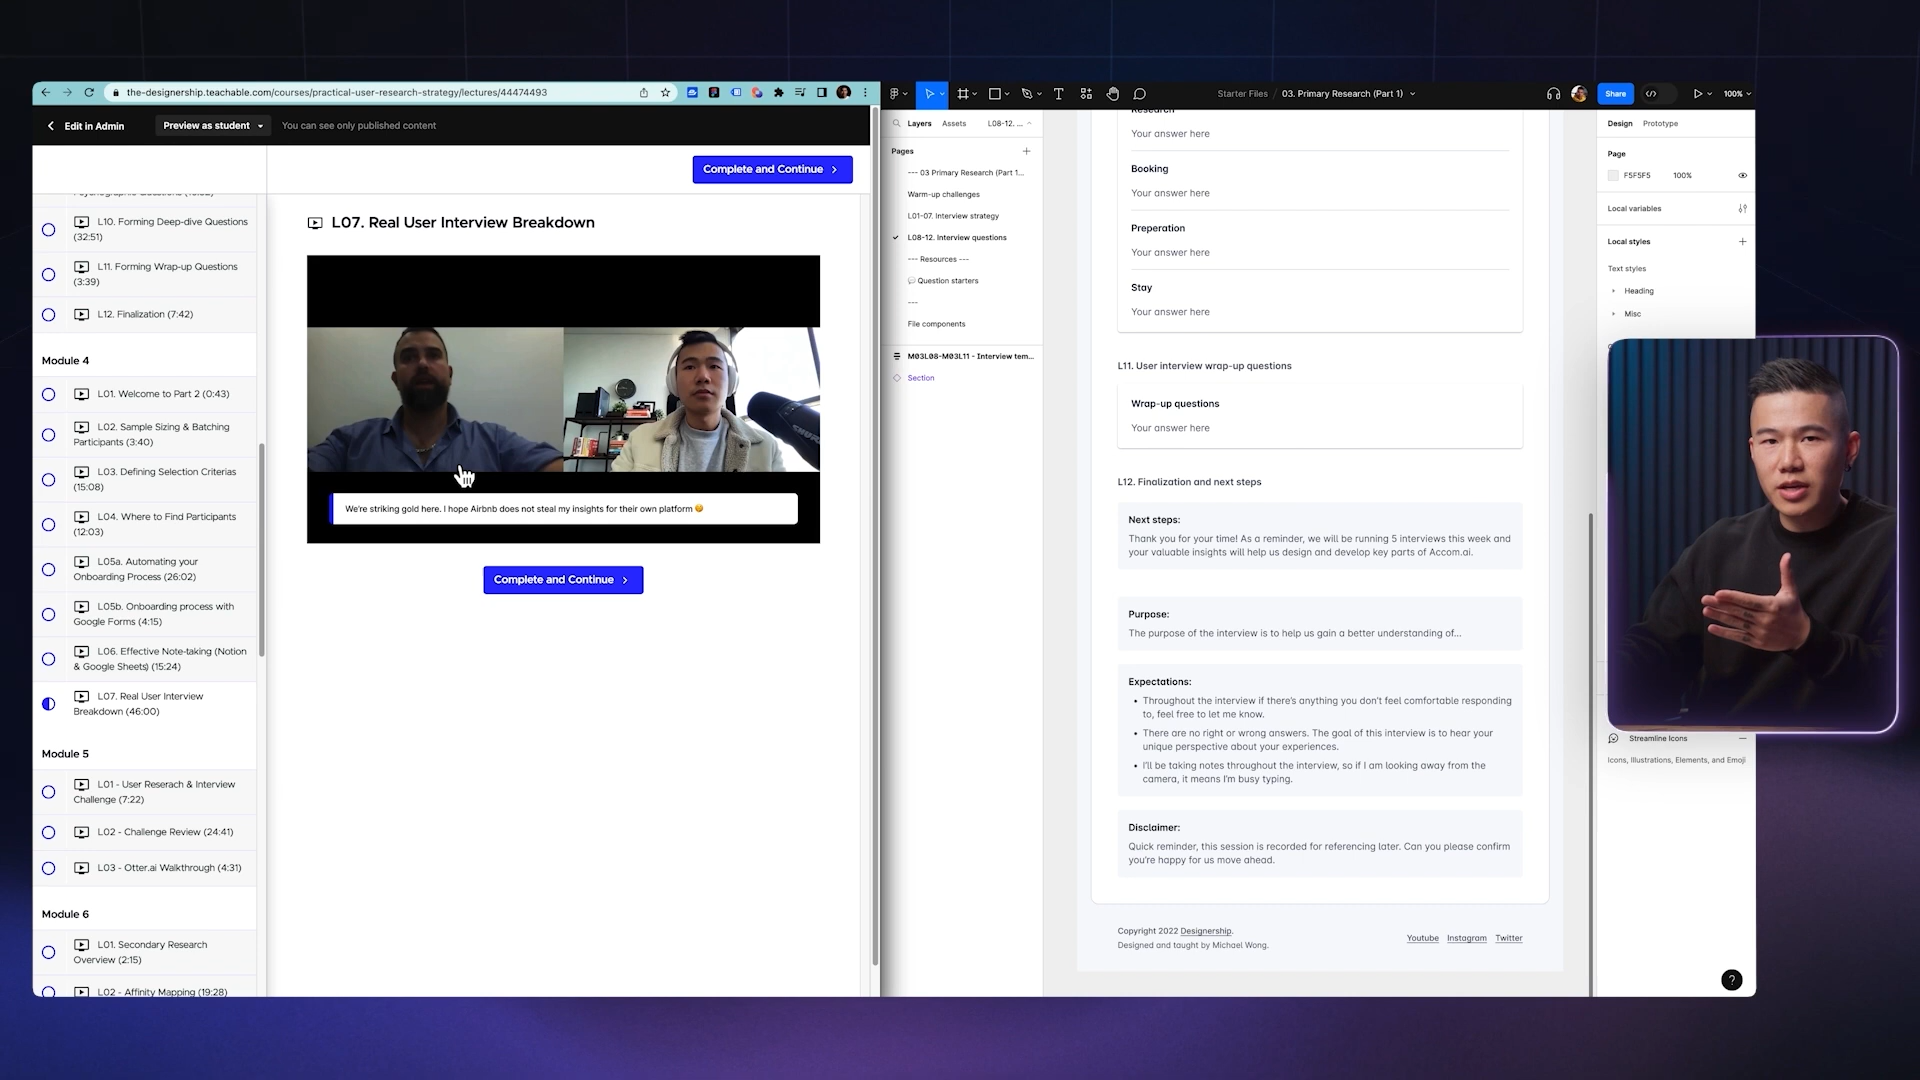 the-designership.teachable.com/courses/practical-user-research-strategy/lectures/44474493
Edit in Admin
Preview as student
You can see only published content
Complete and Continue
L10. Forming Deep-dive Questions
(32:51)
L11. Forming Wrap-up Questions
(3:39)
L12. Finalization (7:42)
Module 4
L01. Welcome to Part 2 (0:43)
L02. Sample Sizing & Batching
Participants (3:40)
L03. Defining Selection Criterias
(15:08)
L04. Where to Find Participants
(12:03)
L05a. Automating your
Onboarding Process (26:02)
L05b. Onboarding process with
Google Forms (4:15)
L06. Effective Note-taking (Notion
& Google Sheets) (15:24)
L07. Real User Interview
Breakdown (46:00)
Module 5
L01 - User Reserach & Interview
Challenge (7:22)
L02 - Challenge Review (24:41)
L03 - Otter.ai Walkthrough (4:31)
Module 6
L01. Secondary Research
Overview (2:15)
L02 - Affinity Mapping (19:28)
L07. Real User Interview Breakdown
We're striking gold here. I hope Airbnb does not steal my insights for their own platform
Complete and Continue
Starter Files / 03. Primary Research (Part 1)
Share
100%
Layers
Assets
L08-12. ...
Pages
--- 03 Primary Research (Part 1...
Warm-up challenges
L01-07. Interview strategy
L08-12. Interview questions
--- Resources ---
Question starters
---
File components
M03L08-M03L11 - Interview tem...
Section
Research
Your answer here
Booking
Your answer here
Preperation
Your answer here
Stay
Your answer here
L11. User interview wrap-up questions
Wrap-up questions
Your answer here
L12. Finalization and next steps
Next steps:
Thank you for your time! As a reminder, we will be running 5 interviews this week and
your valuable insights will help us design and develop key parts of Accom.ai.
Purpose:
The purpose of the interview is to help us gain a better understanding of...
Expectations:
• Throughout the interview if there's anything you don't feel comfortable responding
to, feel free to let me know.
• There are no right or wrong answers. The goal of this interview is to hear your
unique perspective about your experiences.
• I'll be taking notes throughout the interview, so if I am looking away from the
camera, it means I'm busy typing.
Disclaimer:
Quick reminder, this session is recorded for referencing later. Can you please confirm
you're happy for us move ahead.
Copyright 2022 Designership.
Designed and taught by Michael Wong.
Youtube
Instagram
Twitter
Design
Prototype
Page
F5F5F5
100%
Local variables
Local styles
Text styles
Heading
Misc
Streamline Icons
Icons, Illustrations, Elements, and Emoji
?